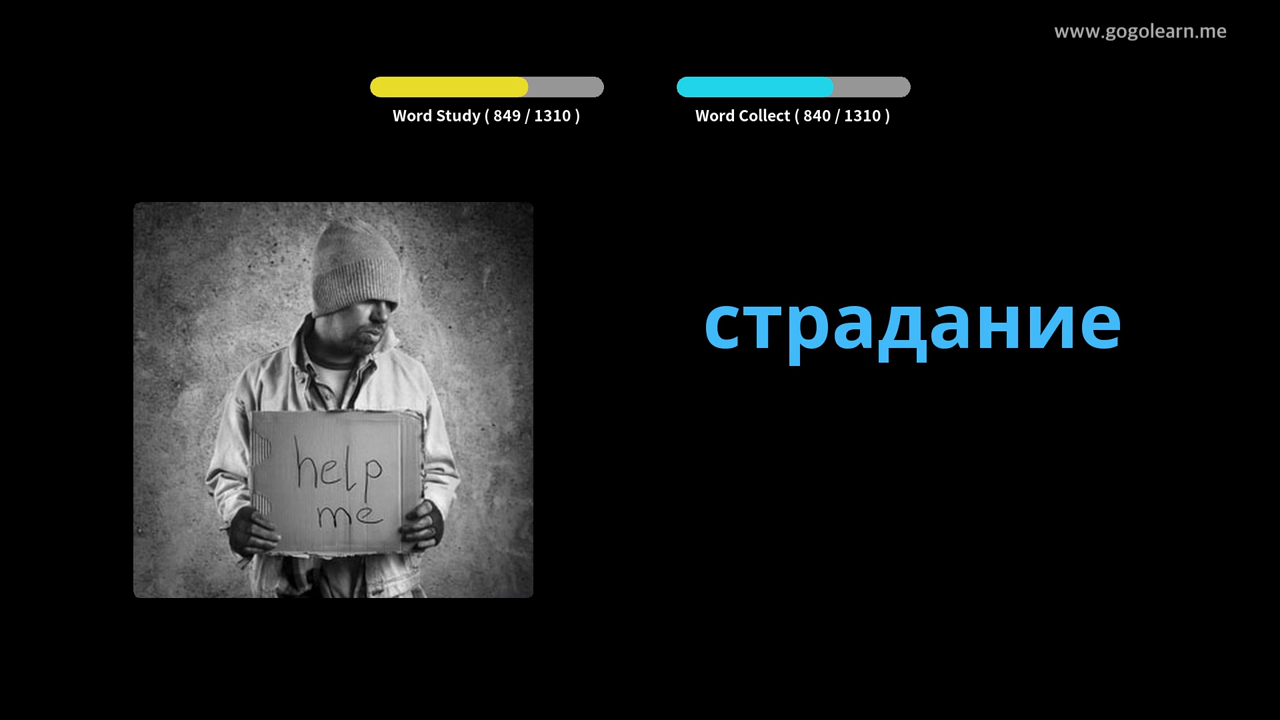 www.gogolearn.me
Word Study ( 849 / 1310 )
Word Collect ( 840 / 1310 )
страдание
help
me